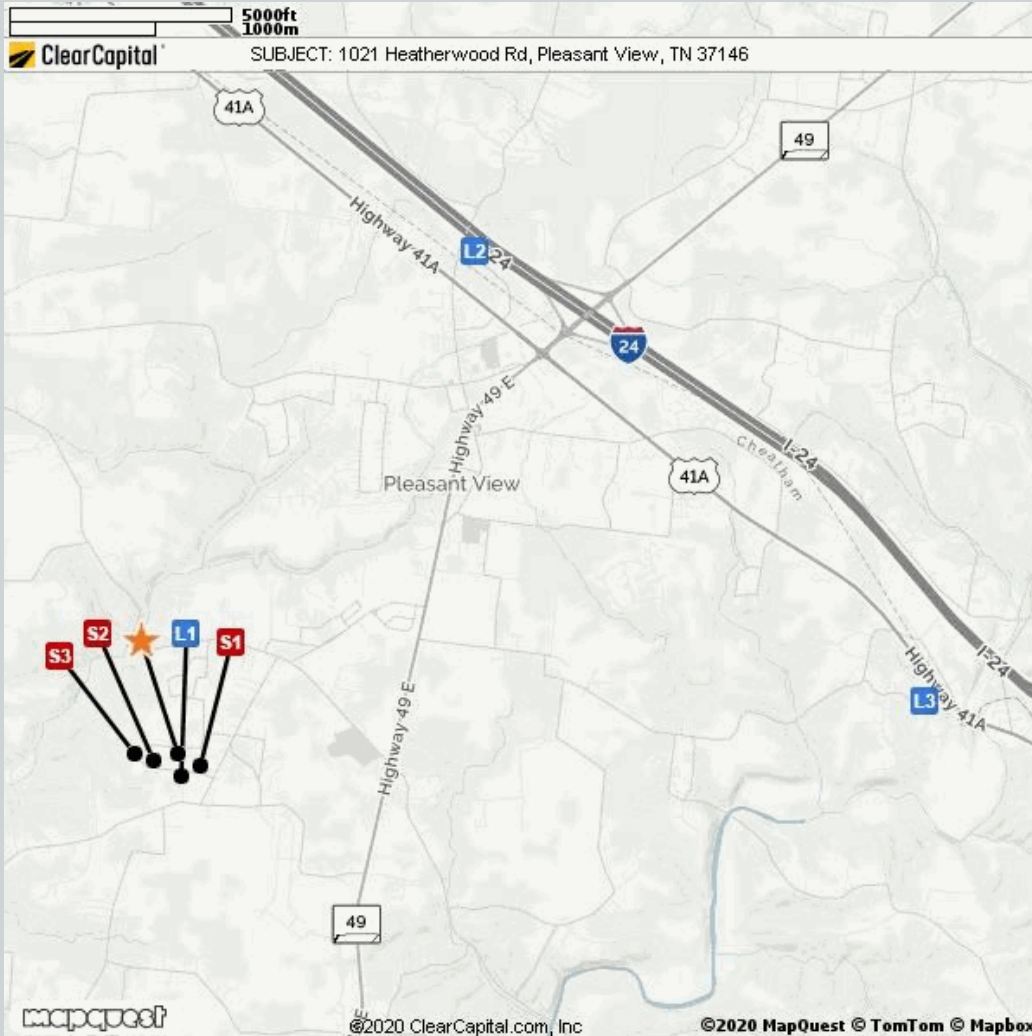 5000ft
1000m
ClearCapital
SUBJECT: 1021 Heatherwood Rd, Pleasant View, TN 37146
41A
49
Highway 41A
L2
I-24
24
Highway 49 E
I-24
Cheatham
41A
Pleasant View
S3
S2
L1
S1
Highway 49 E
Highway 41A
I-24
L3
49
E
mapquest
©2020 ClearCapital.com, Inc
©2020 MapQuest © TomTom © Mapbo